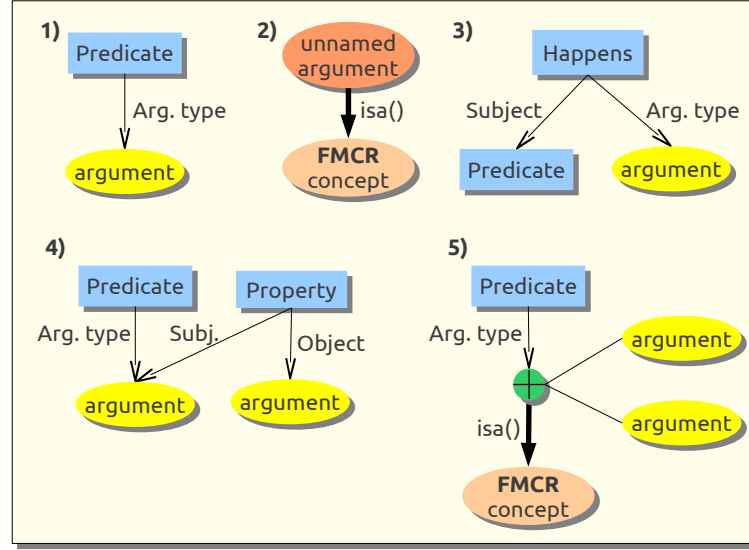 1)
Predicate
Arg. type
argument
2)
unnamed
argument
isa()
FMCR
concept
3)
Happens
Subject
Arg. type
Predicate
argument
4)
Predicate
Property
Arg. type
Subj.
Object
argument
argument
5)
Predicate
Arg. type
argument
argument
isa()
FMCR
concept